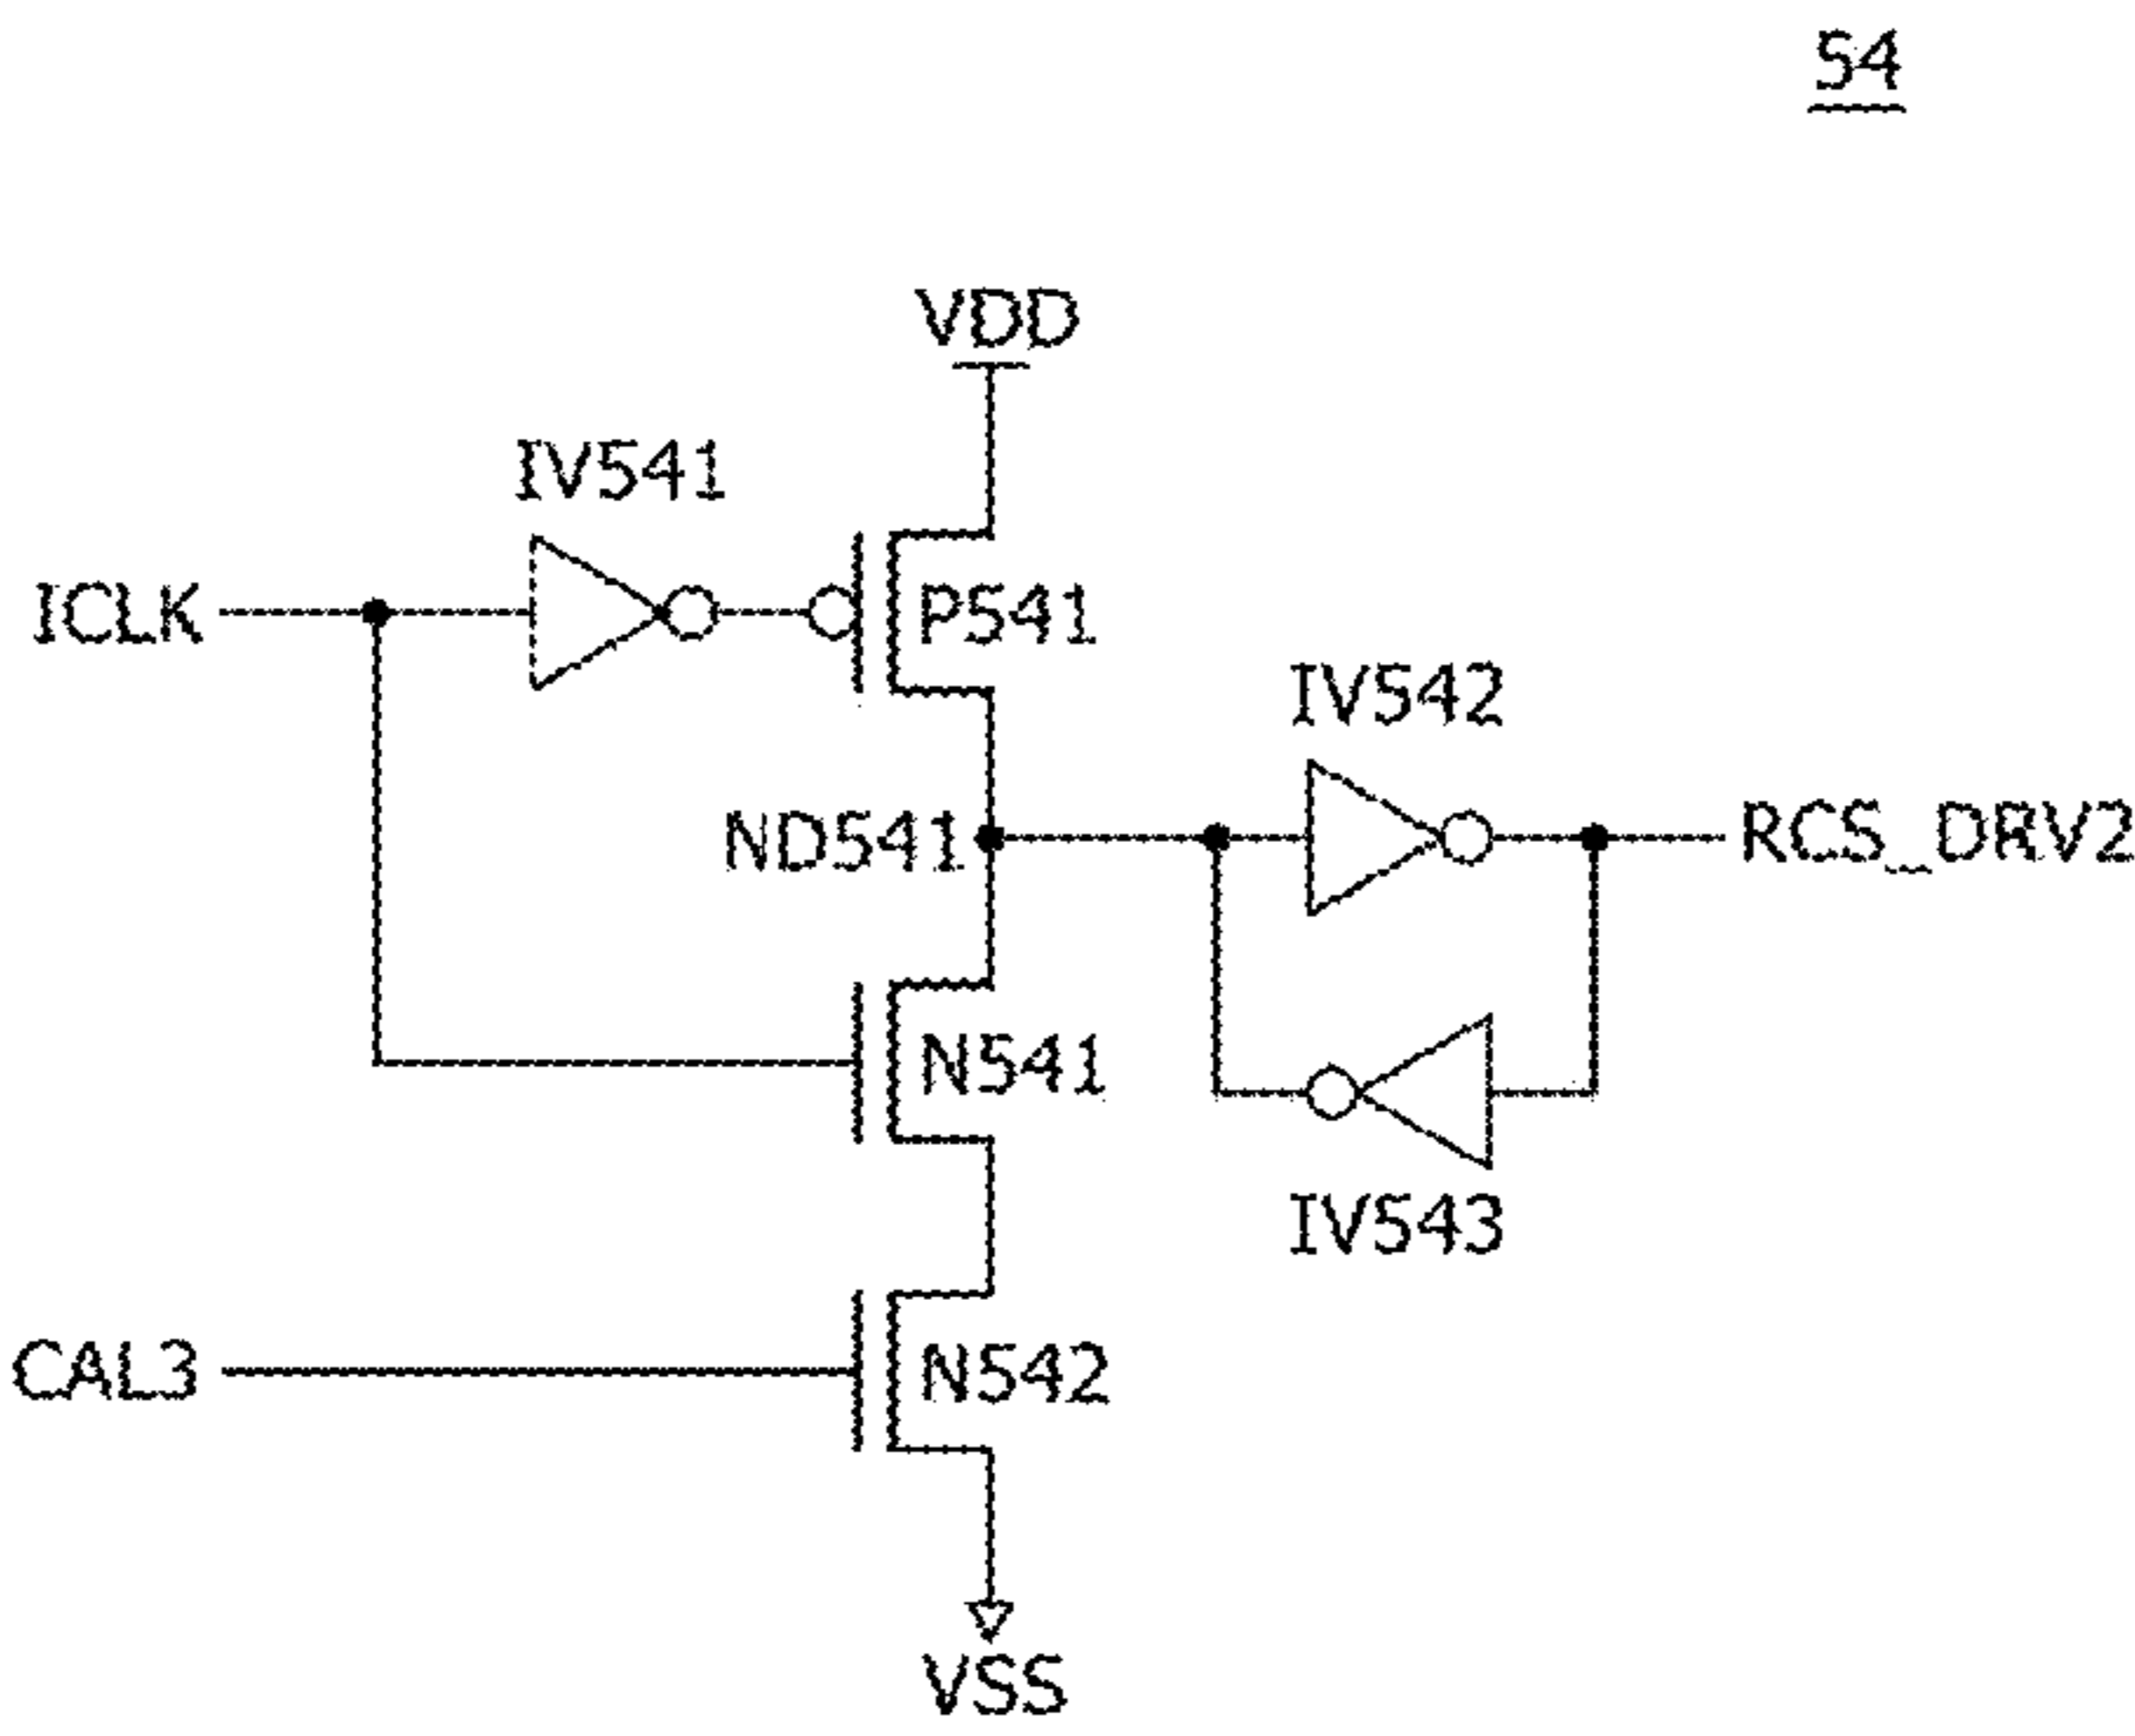 54
VDD
IV541
ICLK
P541
IV542
ND541
RCS_DRV2
N541
IV543
CAL3
N542
VSS